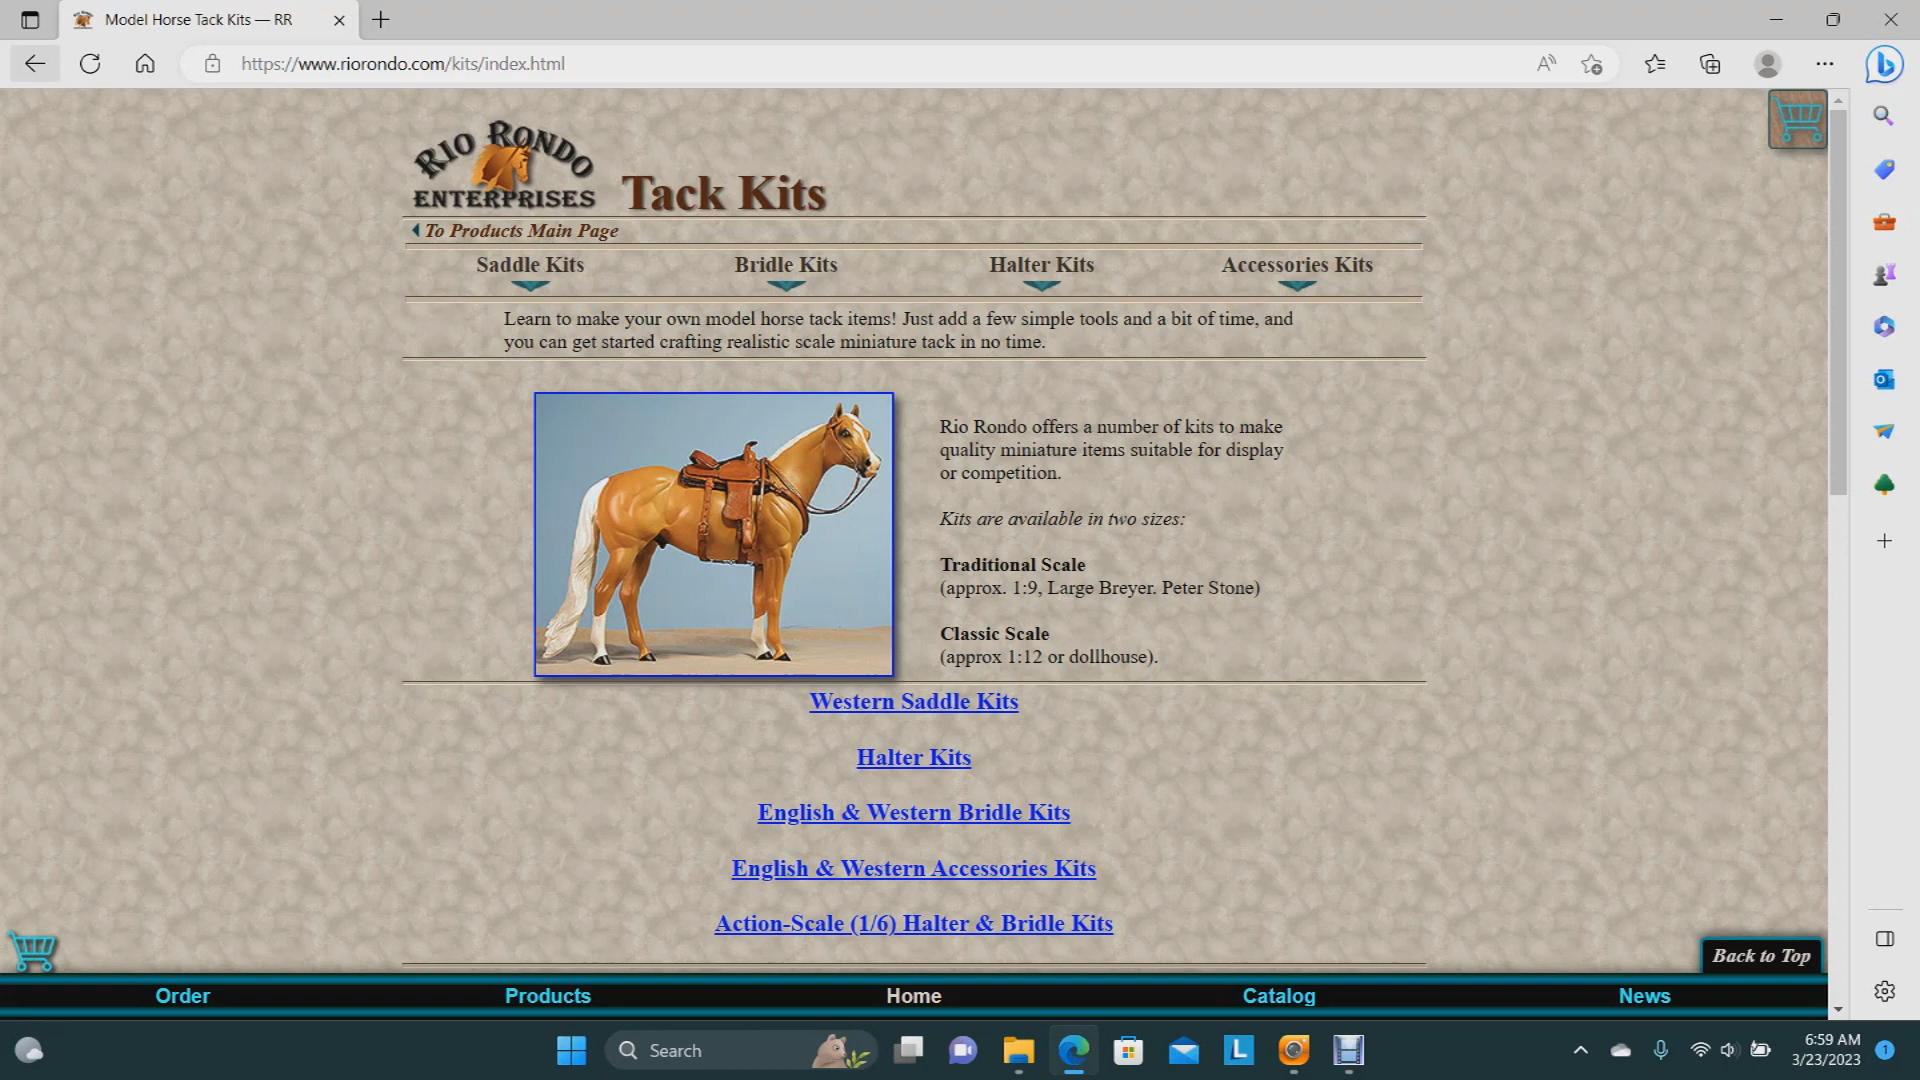 Model Horse Tack Kits — RR
https://www.riorondo.com/kits/index.html
RIO RONDO
ENTERPRISES
Tack Kits
To Products Main Page
Saddle Kits
Bridle Kits
Halter Kits
Accessories Kits
Learn to make your own model horse tack items! Just add a few simple tools and a bit of time, and
you can get started crafting realistic scale miniature tack in no time.
Rio Rondo offers a number of kits to make
quality miniature items suitable for display
or competition.
Kits are available in two sizes:
Traditional Scale
(approx. 1:9, Large Breyer. Peter Stone)
Classic Scale
(approx 1:12 or dollhouse).
Western Saddle Kits
Halter Kits
English & Western Bridle Kits
English & Western Accessories Kits
Action-Scale (1/6) Halter & Bridle Kits
Back to Top
Order
Products
Home
Catalog
News
Search
6:59 AM
3/23/2023
1